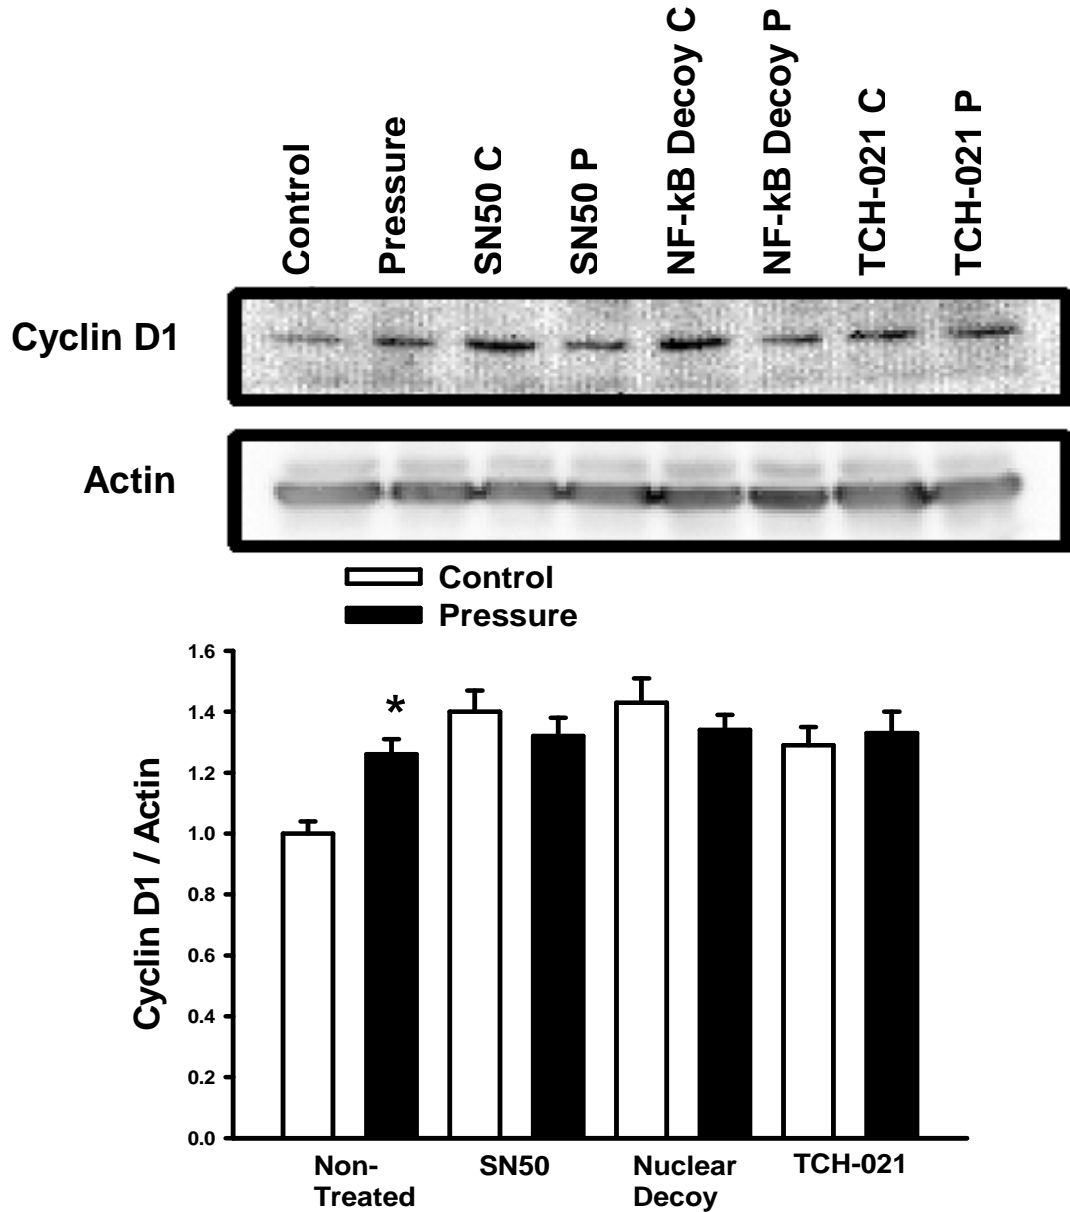 Control
Pressure
SN50 C
SN50 P
NF-kB Decoy C
NF-kB Decoy P
TCH-021 C
TCH-021 P
Cyclin D1
Actin
Control
Pressure
1.6
1.4
1.2
1.0
0.8
0.6
0.4
0.2
0.0
*
Cyclin D1 / Actin
Non-
Treated
SN50
Nuclear
Decoy
TCH-021